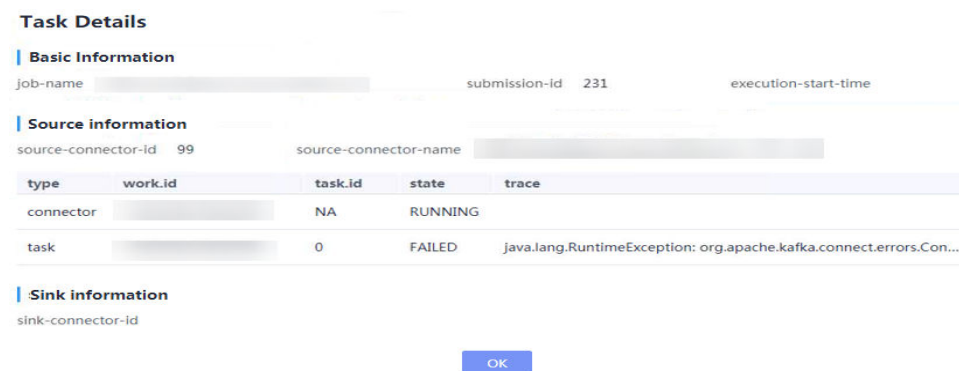 Task Details
Basic Information
job-name submission-id 231 execution-start-time
Source information
source-connector-id 99 source-connector-name
type work.id task.id state trace
connector NA RUNNING
task 0 FAILED java.lang.RuntimeException: org.apache.kafka.connect.errors.Con...
Sink information
sink-connector-id
OK